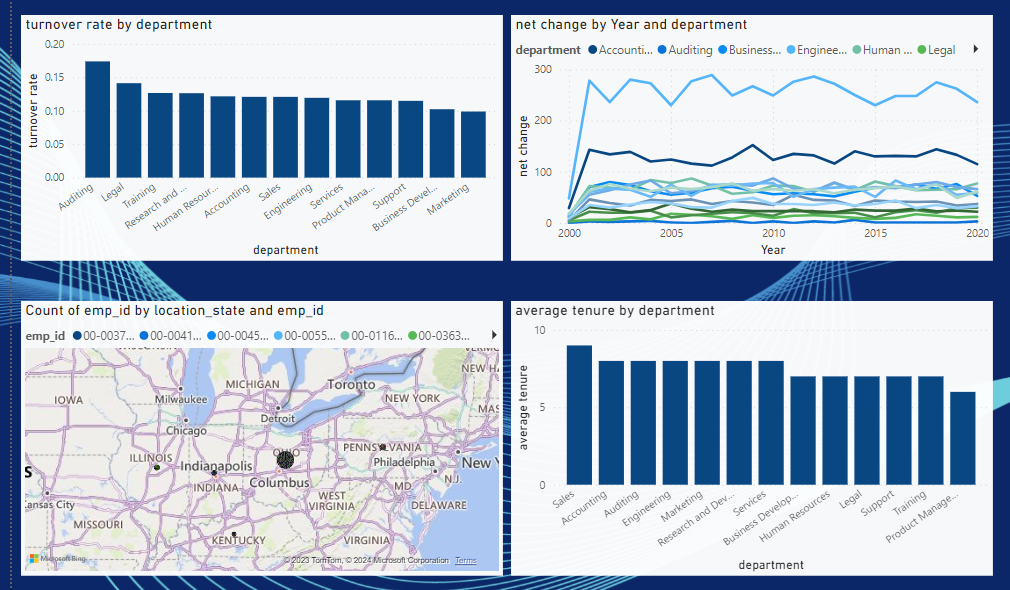 turnover rate by department
0.20
0.15
0.10
0.05
0.00
turnover rate
Auditing
Legal
Training
Research and ...
Human Resour...
Accounting
Sales
Engineering
Services
Product Mana...
Support
Business Devel...
Marketing
department
net change by Year and department
department Accounti... Auditing Business... Enginee... Human ... Legal
300
200
100
0
net change
2000 2005 2010 2015 2020
Year
Count of emp_id by location_state and emp_id
emp_id 00-0037... 00-0041... 00-0045... 00-0055... 00-0116... 00-0363...
IOWA
WISCONSIN
Milwaukee
MICHIGAN
Toronto
NEW YORK
Detroit
Chicago
ILLINOIS
Indianapolis
INDIANA
OHIO
Columbus
PENNSYLVANIA
Philadelphia
New Y
N.J.
MD.
DELAWARE
WEST
VIRGINIA
ansas City
MISSOURI
KENTUCKY
VIRGINIA
VERMO
NEW HA
MAS
S
Microsoft Bing
© 2023 TomTom, © 2024 Microsoft Corporation Terms
average tenure by department
10
5
0
average tenure
Sales
Accounting
Auditing
Engineering
Marketing
Research and Dev...
Services
Business Develop...
Human Resources
Legal
Support
Training
Product Manage...
department